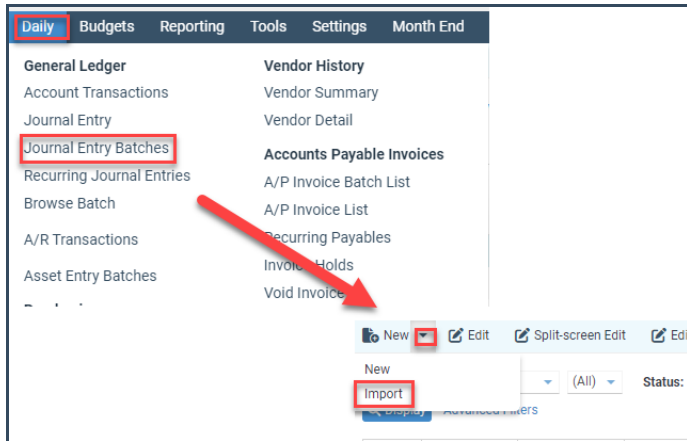 Daily Budgets Reporting Tools Settings Month End
General Ledger
Account Transactions
Journal Entry
Journal Entry Batches
Recurring Journal Entries
Browse Batch
A/R Transactions
Asset Entry Batches
Vendor History
Vendor Summary
Vendor Detail
Accounts Payable Invoices
A/P Invoice Batch List
A/P Invoice List
Recurring Payables
Invoice Holds
Void Invoice
New Edit Split-screen Edit Edi
New
Import
(All) Status:
Display Advanced Filters